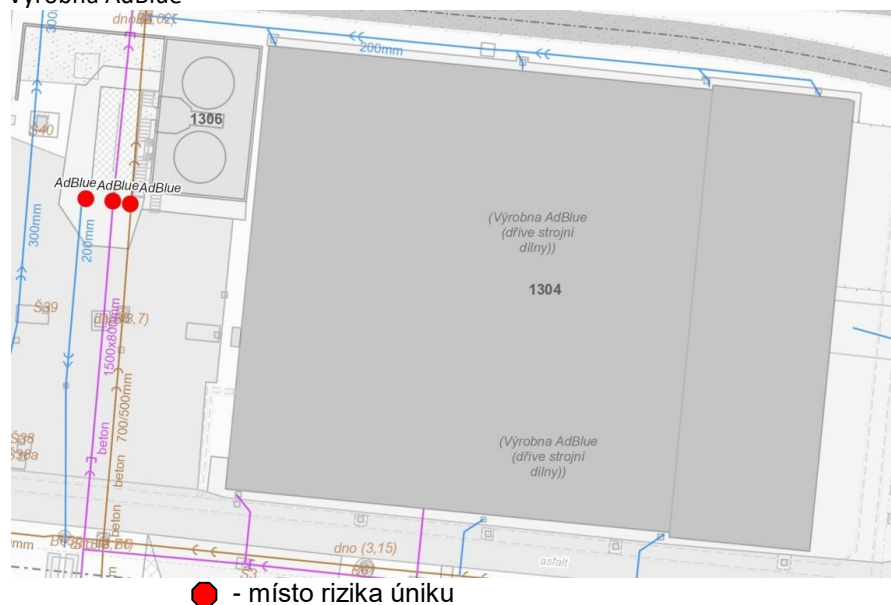 Výrobna AdBlue
200mm
300mm
1306
Š40
AdBlue AdBlue AdBlue
(Výrobna AdBlue
(dříve strojní
dílny))
1304
300mm
200mm
Š39
1500x800mm
700/500mm
beton
beton
(Výrobna AdBlue
(dříve strojní
dílny))
Š38
beton
dno (3,15)
asfalt
- místo rizika úniku